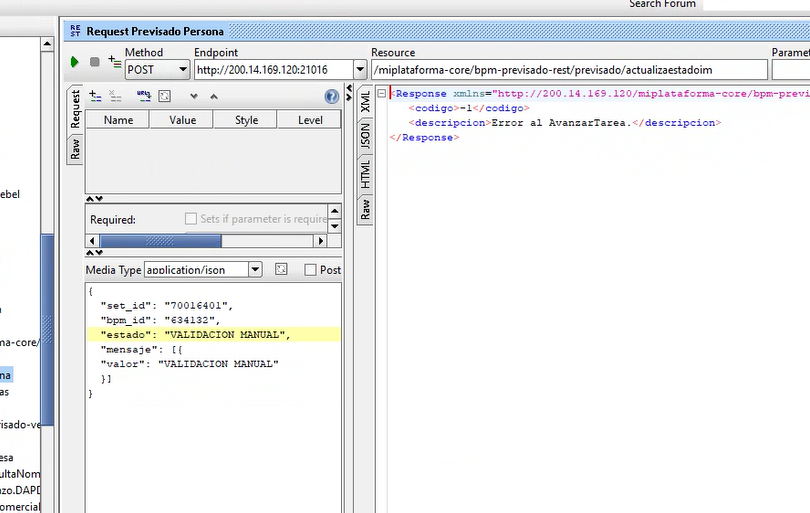 Search Forum
RE
ST
Request Previsado Persona
Method
Endpoint
Resource
Paramet
POST
http://200.14.169.120:21016
/miplataforma-core/bpm-previsado-rest/previsado/actualizaestadoim
Request
Raw
Name
Value
Style
Level
Required:
Sets if parameter is require
Media Type
application/json
Post
{
"set_id": "70016401",
"bpm_id": "634132",
"estado": "VALIDACION MANUAL",
"mensaje": [{
"valor": "VALIDACION MANUAL"
}]
}
XML
JSON
HTML
Raw
<Response xmlns="http://200.14.169.120/miplataforma-core/bpm-previ
<codigo>-1</codigo>
<descripcion>Error al AvanzarTarea.</descripcion>
</Response>
ebel
ma-core/
na
as
visado-ve
esa
ultaNom
zo.DAPD
omercial